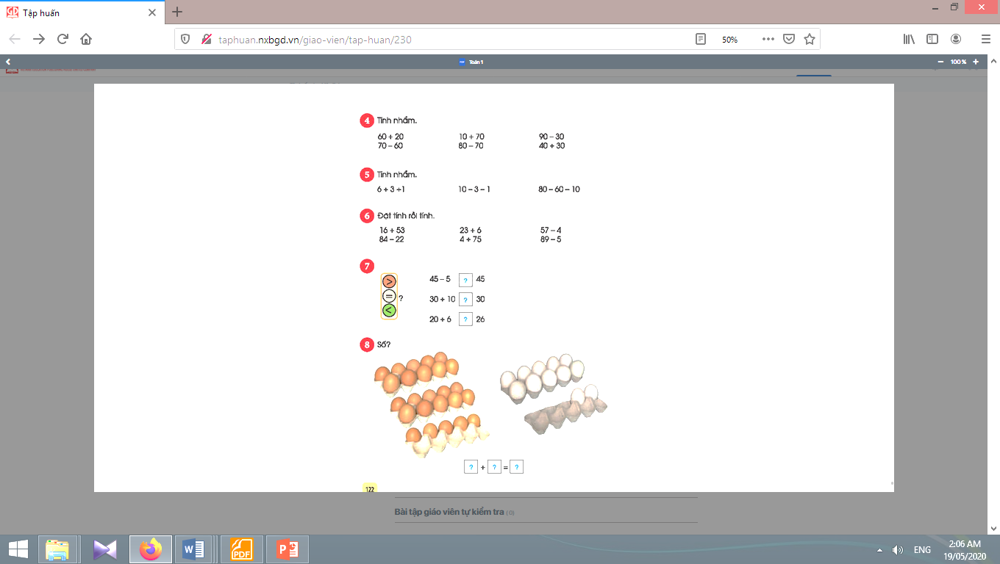 Tập huấn
taphuan.nxbgd.vn/giao-vien/tap-huan/230
50%
Toán 1
100 %
4 Tính nhẩm.
60 + 20 10 + 70 90 – 30
70 – 60 80 – 70 40 + 30
5 Tính nhẩm.
6 + 3 +1 10 – 3 – 1 80 – 60 – 10
6 Đặt tính rồi tính.
16 + 53 23 + 6 57 – 4
84 – 22 4 + 75 89 – 5
7
> = < ?
45 – 5 ? 45
30 + 10 ? 30
20 + 6 ? 26
8 Số?
? + ? = ?
122
Bài tập giáo viên tự kiểm tra ( 0)
W PDF P ENG
2:06 AM
19/05/2020